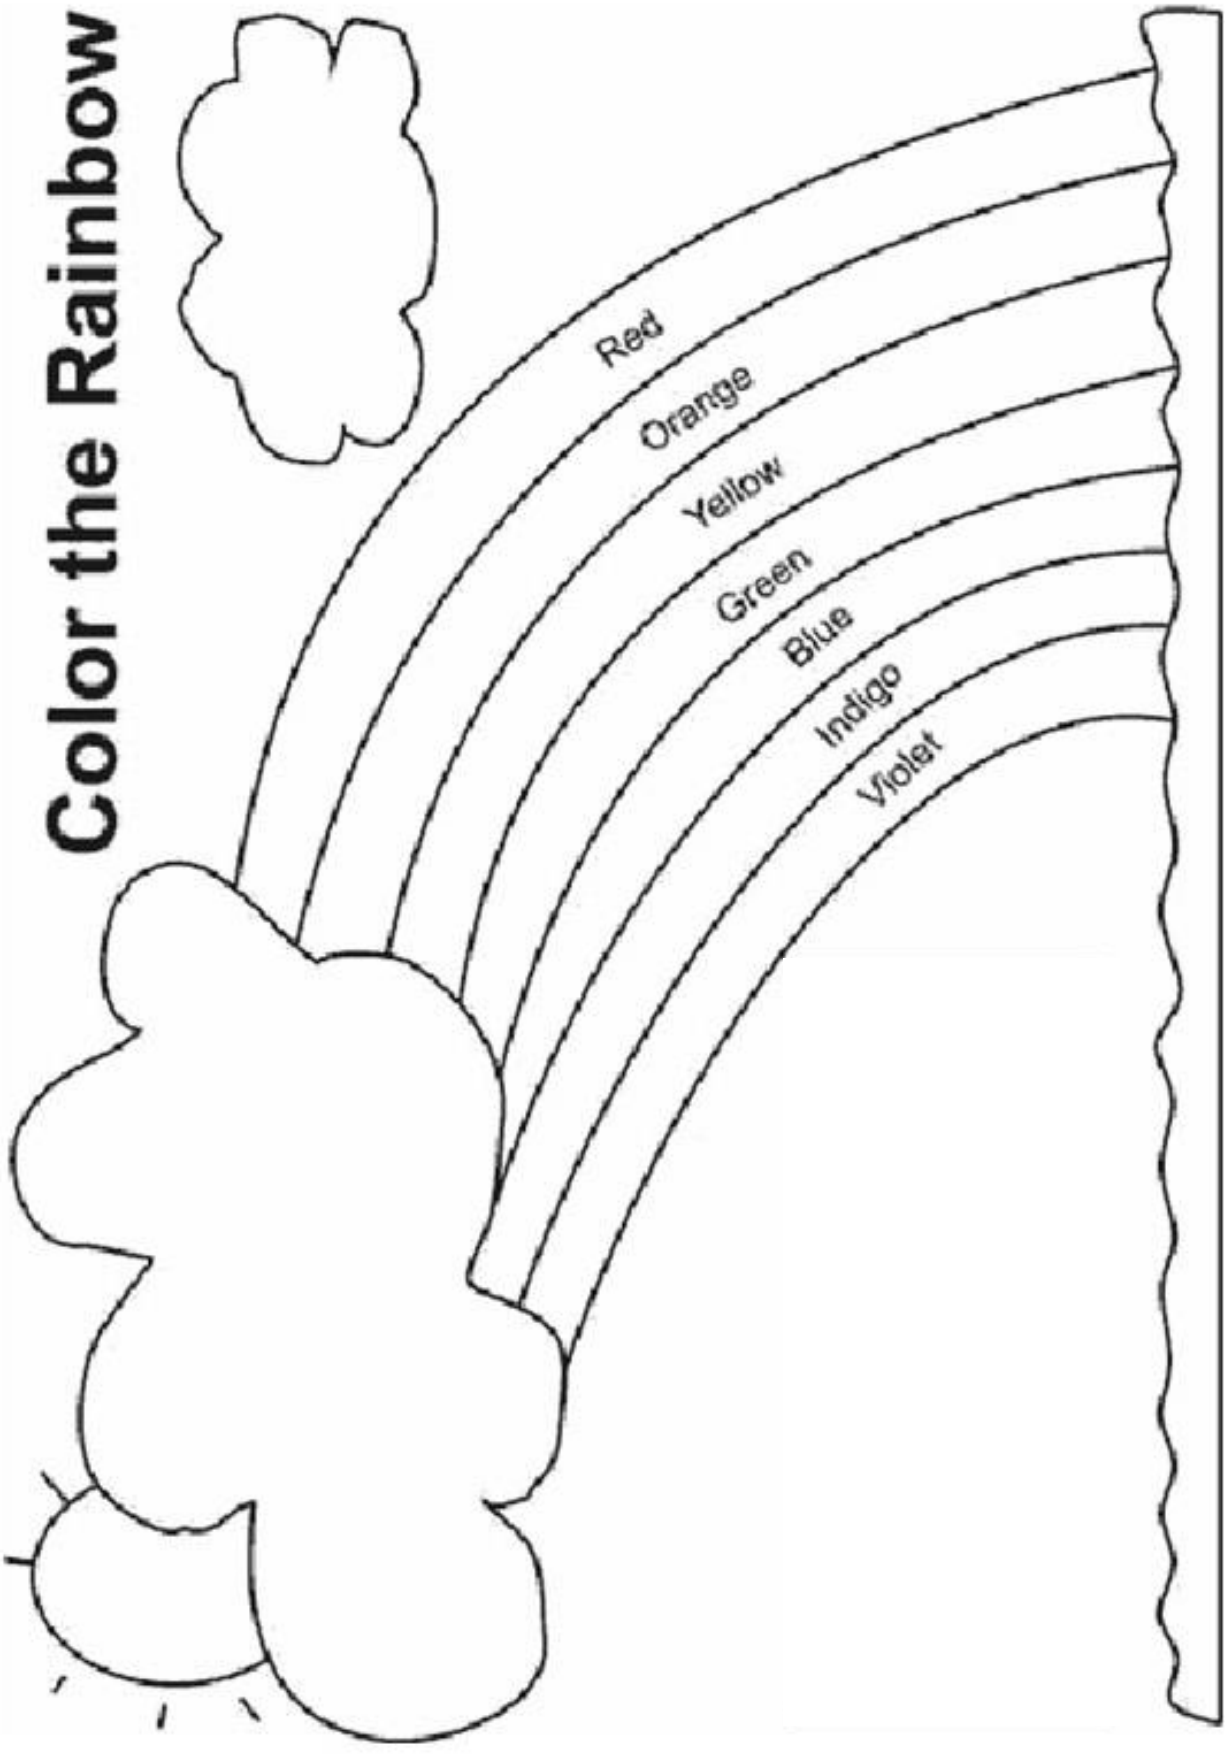 Color the Rainbow
Red
Orange
Yellow
Green
Blue
Indigo
Violet